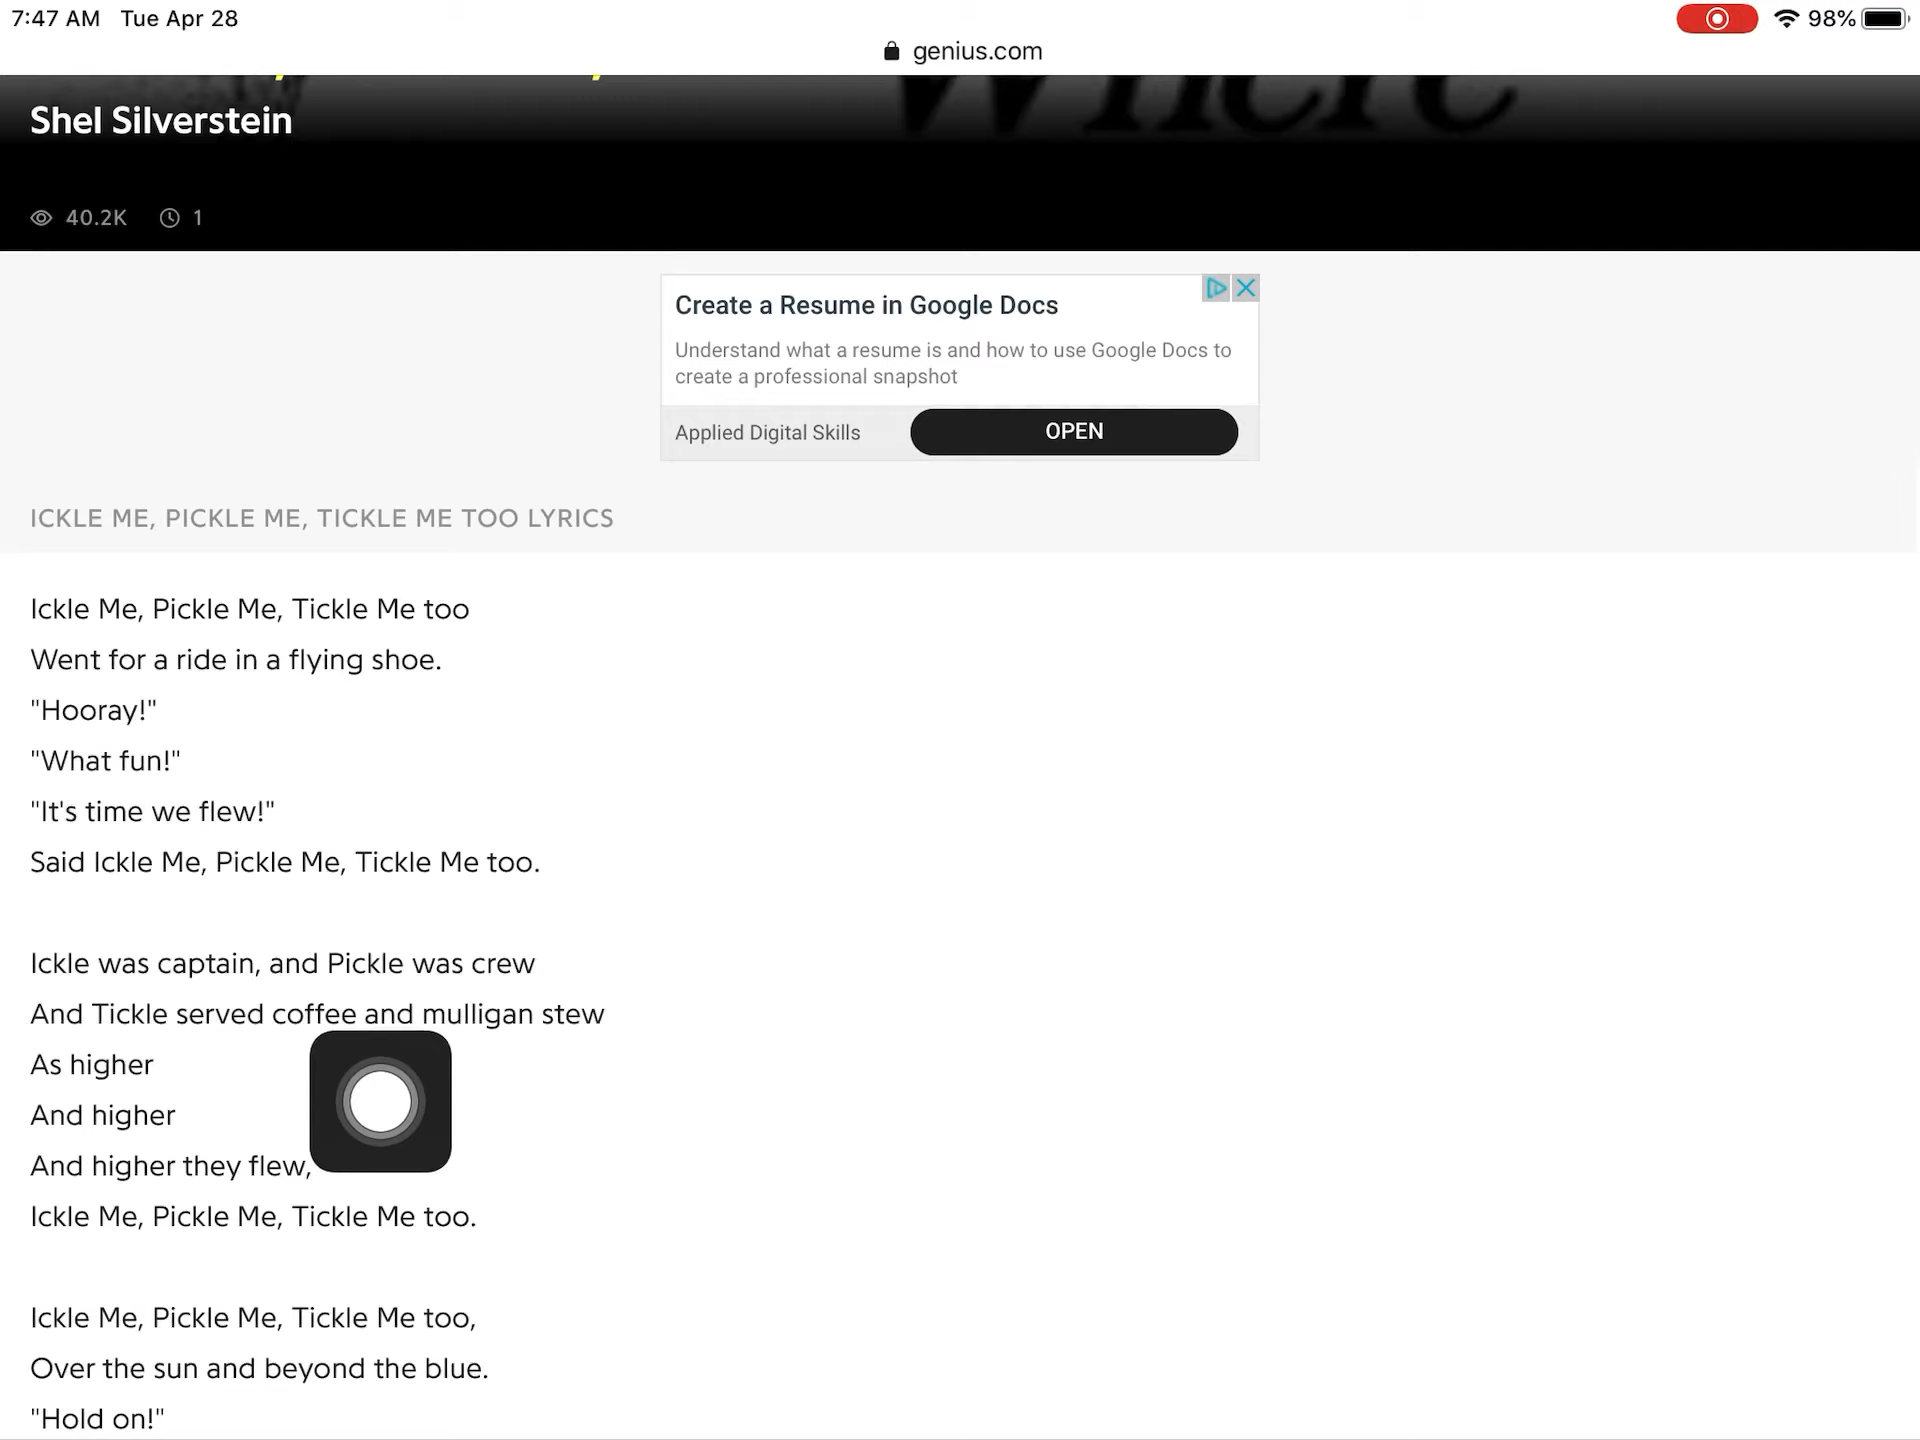 7:47 AM Tue Apr 28
98%
genius.com
Where
Shel Silverstein
40.2K 1
Create a Resume in Google Docs
Understand what a resume is and how to use Google Docs to
create a professional snapshot
Applied Digital Skills
OPEN
ICKLE ME, PICKLE ME, TICKLE ME TOO LYRICS
Ickle Me, Pickle Me, Tickle Me too
Went for a ride in a flying shoe.
"Hooray!"
"What fun!"
"It's time we flew!"
Said Ickle Me, Pickle Me, Tickle Me too.
Ickle was captain, and Pickle was crew
And Tickle served coffee and mulligan stew
As higher
And higher
And higher they flew,
Ickle Me, Pickle Me, Tickle Me too.
Ickle Me, Pickle Me, Tickle Me too,
Over the sun and beyond the blue.
"Hold on!"